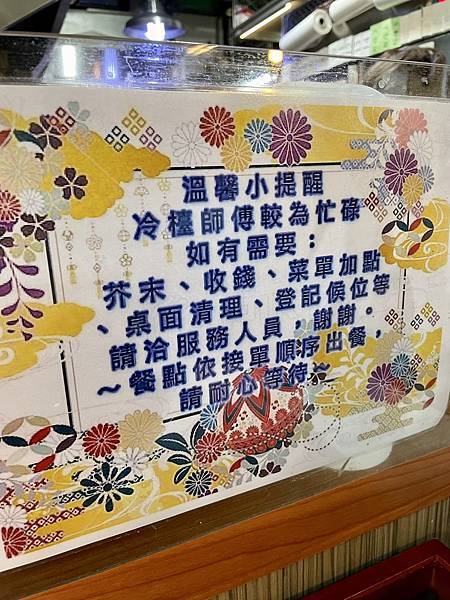 溫馨小提醒
冷檯師傅較為忙碌
如有需要：
芥末、收錢、菜單加點
、桌面清理、登記候位等
請洽服務人員，謝謝。
～餐點依接單順序出餐，
請耐心等待～